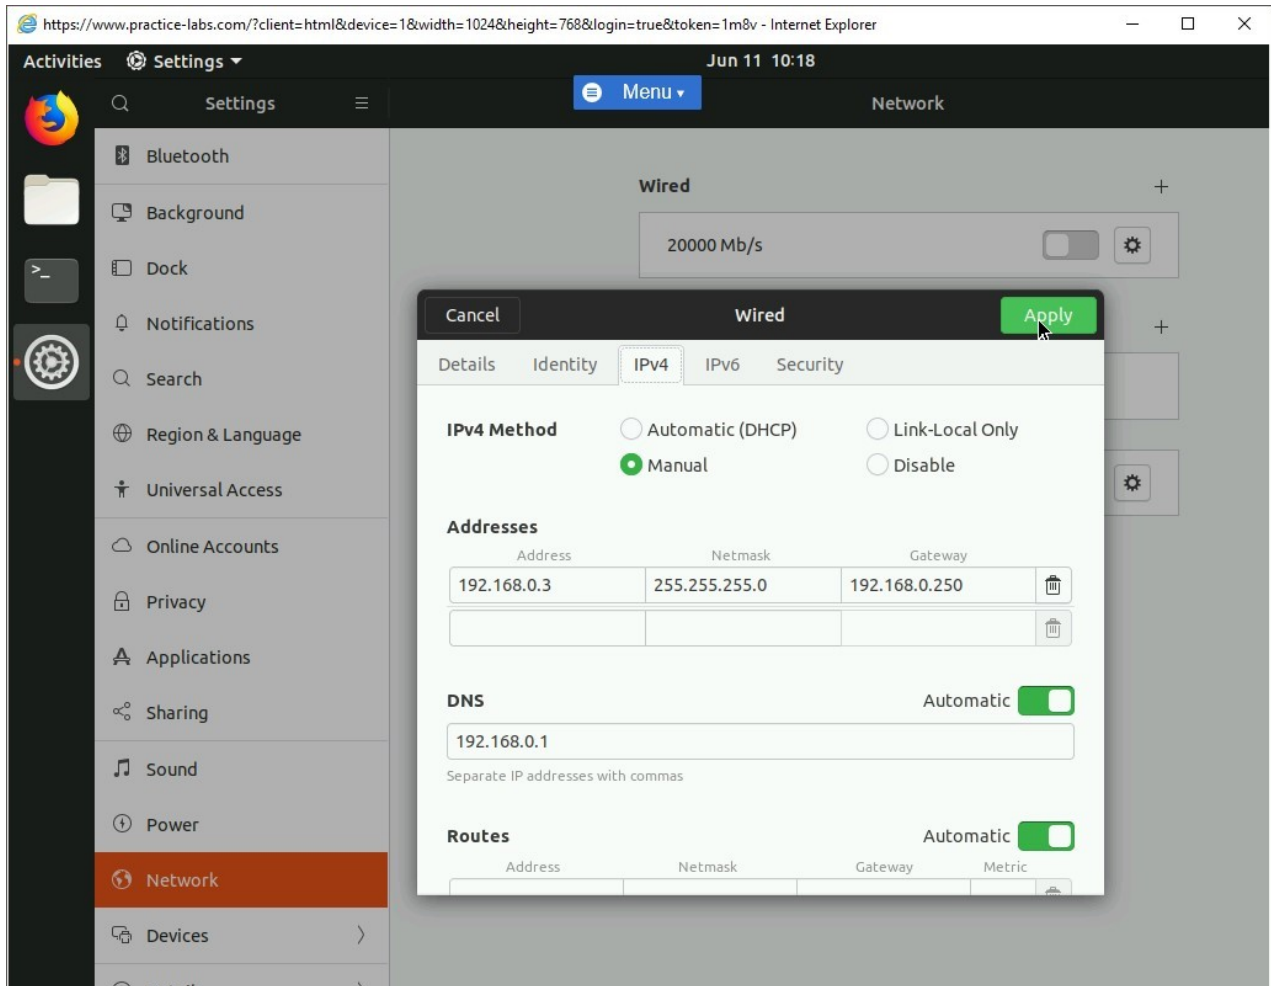 https://www.practice-labs.com/?client=html&device=1&width=1024&height=768&login=true&token=1m8v - Internet Explorer
Activities Settings Jun 11 10:18
Menu
Settings Network
Bluetooth
Background
Dock
Notifications
Search
Region & Language
Universal Access
Online Accounts
Privacy
Applications
Sharing
Sound
Power
Network
Devices
Wired
20000 Mb/s
Cancel Wired Apply
Details Identity IPv4 IPv6 Security
IPv4 Method Automatic (DHCP) Link-Local Only
Manual Disable
Addresses
Address Netmask Gateway
192.168.0.3 255.255.255.0 192.168.0.250
DNS Automatic
192.168.0.1
Separate IP addresses with commas
Routes Automatic
Address Netmask Gateway Metric